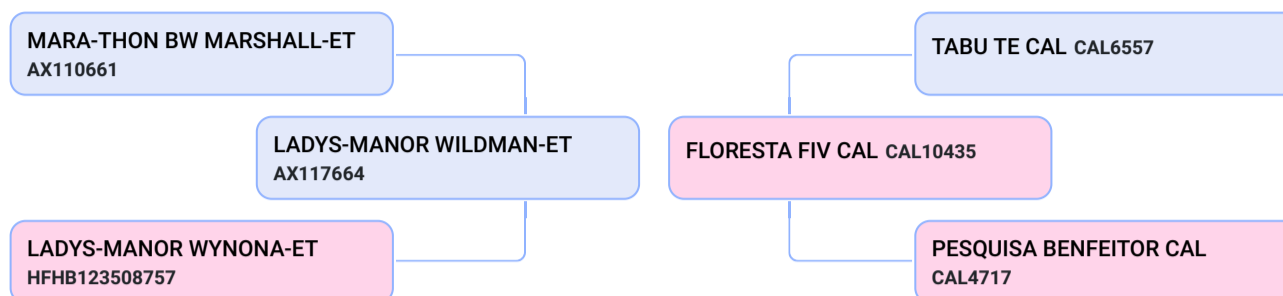 MARA-THON BW MARSHALL-ET
AX110661
TABU TE CAL CAL6557
LADYS-MANOR WILDMAN-ET
AX117664
FLORESTA FIV CAL CAL10435
LADYS-MANOR WYNONA-ET
HFHB123508757
PESQUISA BENFEITOR CAL
CAL4717